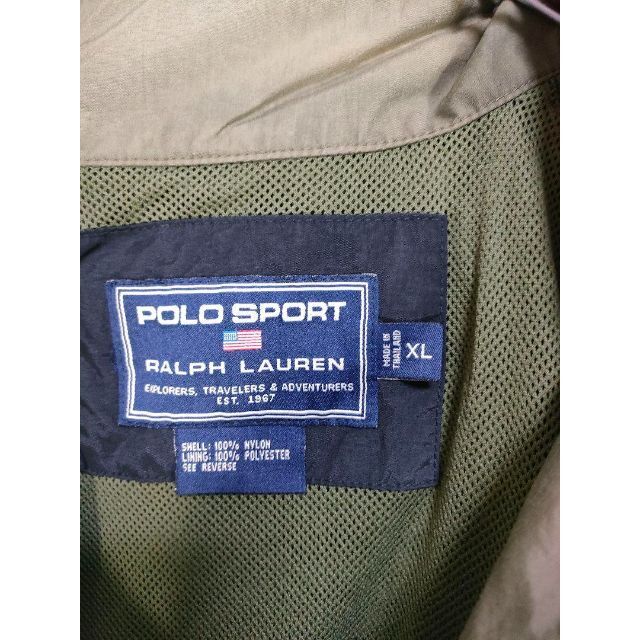 POLO SPORT
RALPH LAUREN
EXPLORERS, TRAVELERS & ADVENTURERS
EST. 1967
MADE IN
THAILAND
XL
SHELL: 100% NYLON
LINING: 100% POLYESTER
SEE REVERSE